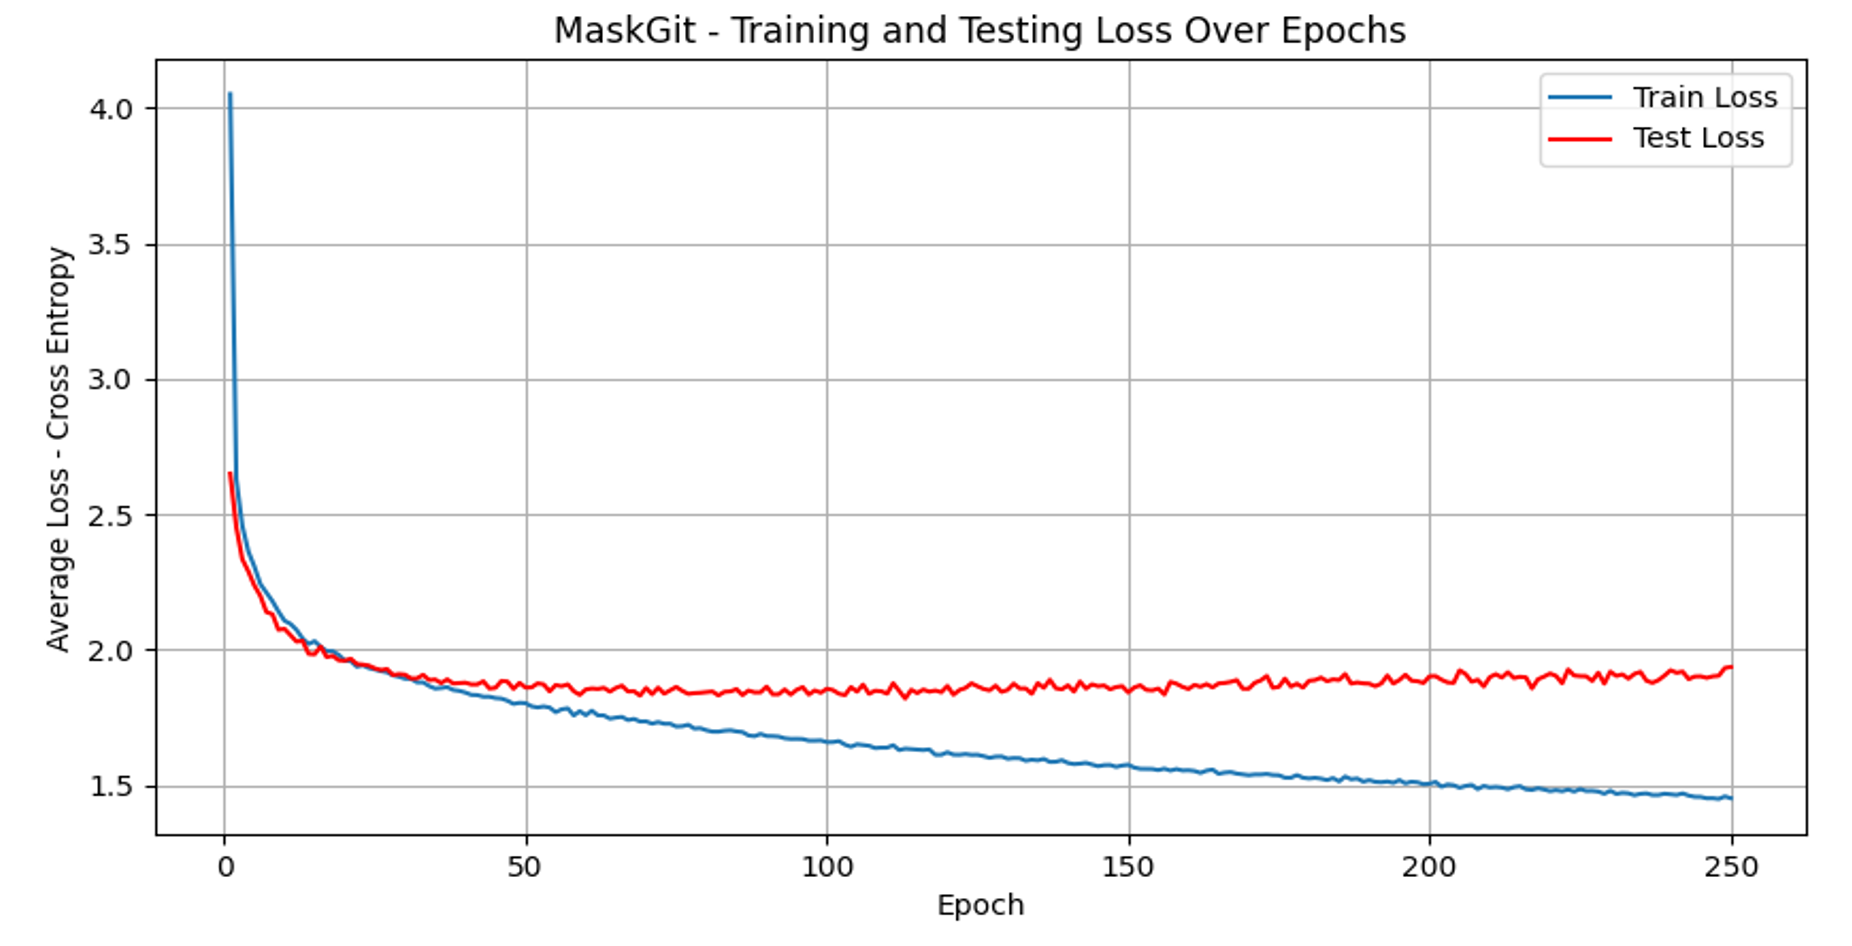 MaskGit - Training and Testing Loss Over Epochs
Train Loss
Test Loss
Average Loss - Cross Entropy
4.0
3.5
3.0
2.5
2.0
1.5
0 50 100 150 200 250
Epoch